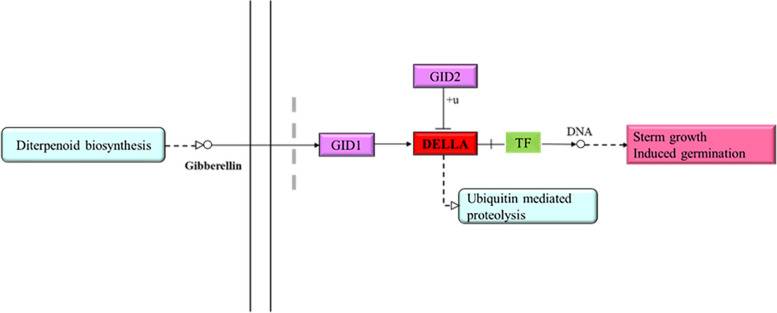 GID2
+u
Diterpenoid biosynthesis
Gibberellin
GID1
DELLA
TF
DNA
Sterm growth
Induced germination
Ubiquitin mediated
proteolysis